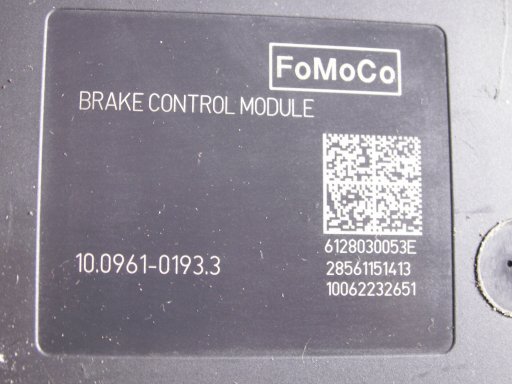 FoMoCo
BRAKE CONTROL MODULE
6128030053E
10.0961-0193.3
28561151413
10062232651